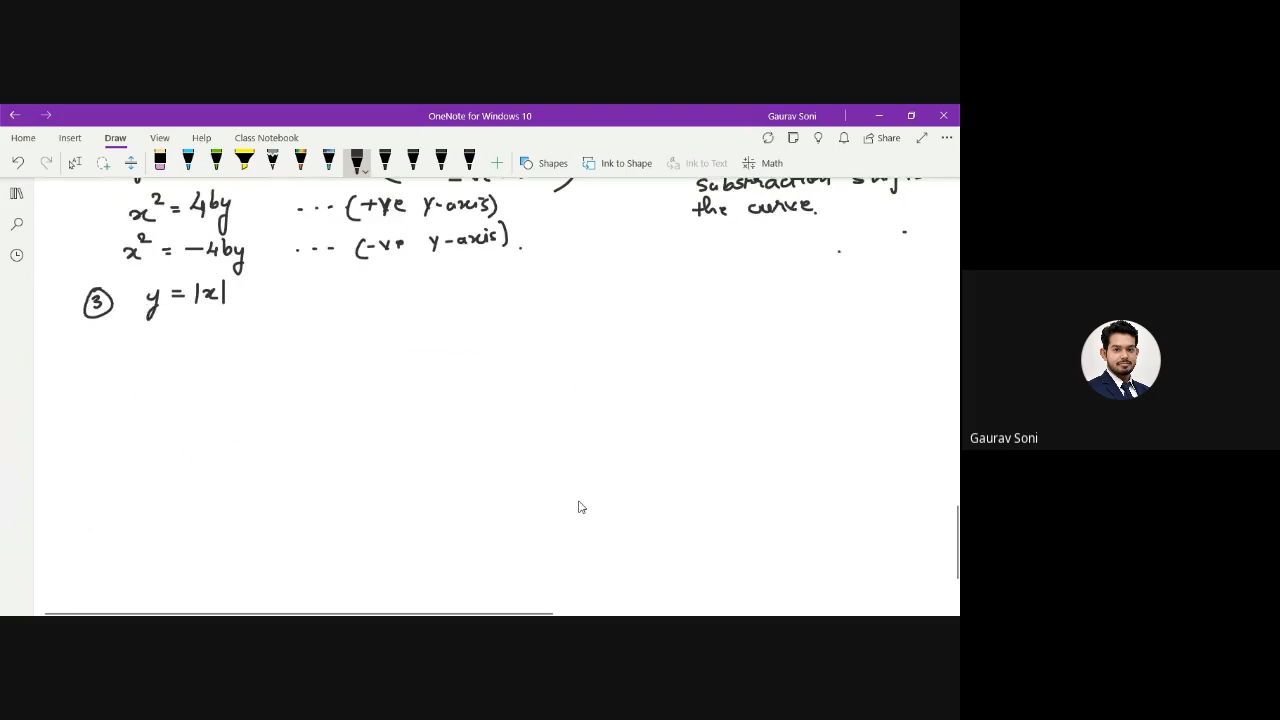 OneNote for Windows 10
Gaurav Soni
Home Insert Draw View Help Class Notebook
Share
Shapes Ink to Shape Ink to Text Math
substraction
the curve.
x² = 4by ... (+ve Y-axis)
x² = -4by ... (-ve Y-axis).
③ y = |x|
Gaurav Soni